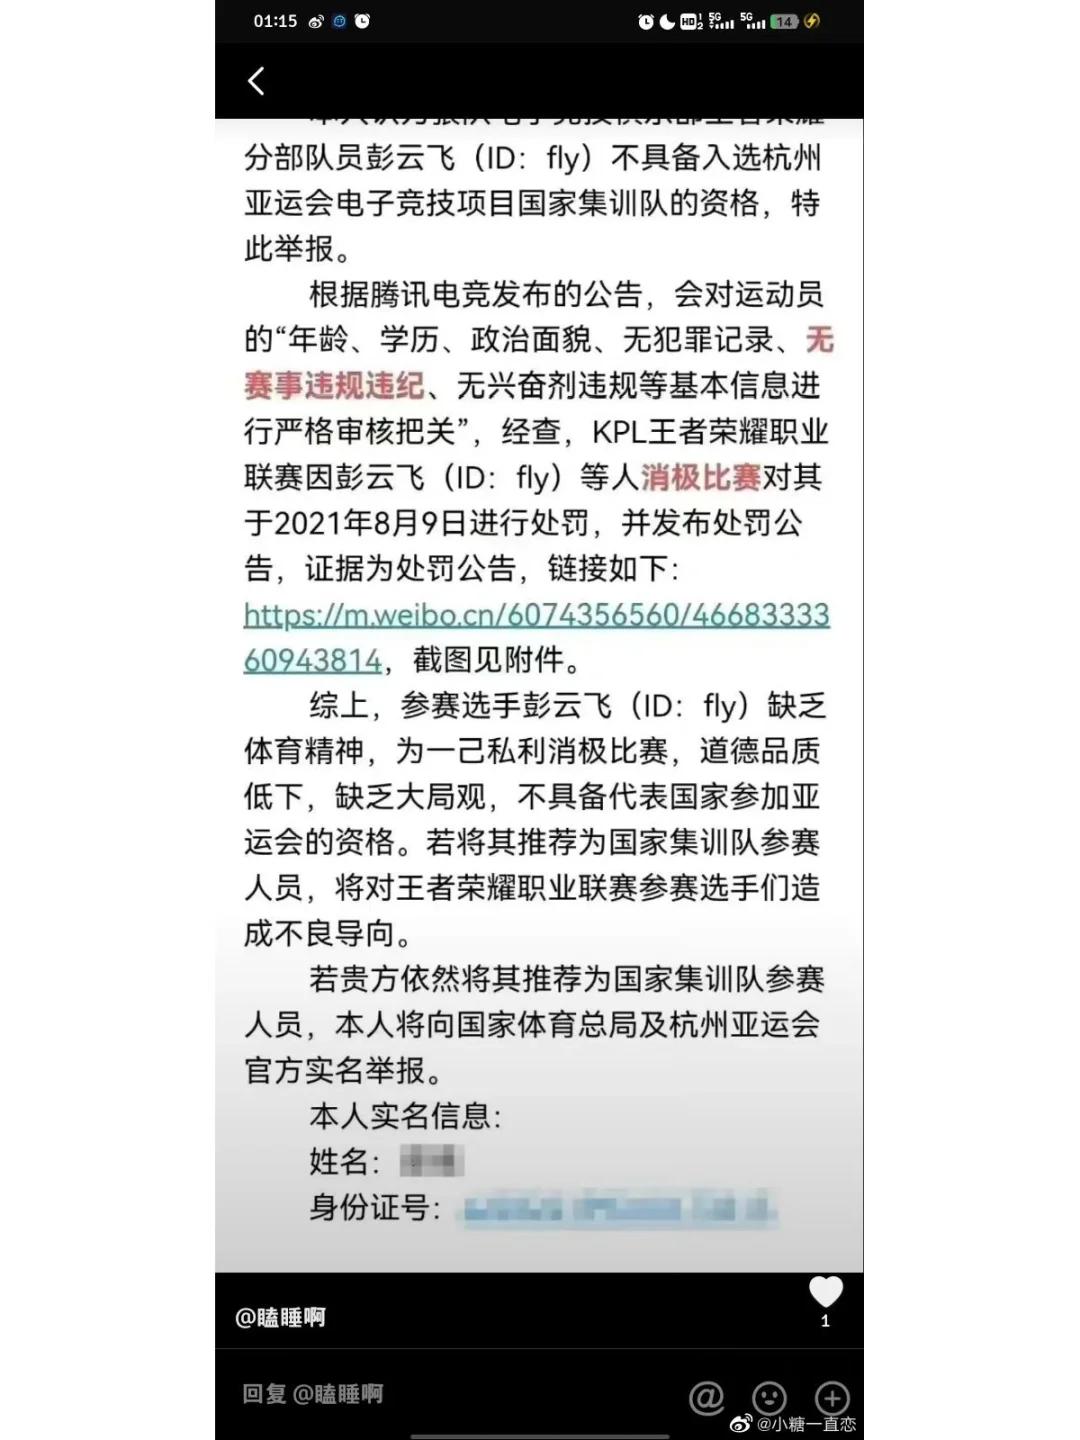 01:15
HD 1 2 5G 5G 14
分部队员彭云飞（ID：fly）不具备入选杭州
亚运会电子竞技项目国家集训队的资格，特
此举报。
根据腾讯电竞发布的公告，会对运动员
的“年龄、学历、政治面貌、无犯罪记录、无
赛事违规违纪、无兴奋剂违规等基本信息进
行严格审核把关”，经查，KPL王者荣耀职业
联赛因彭云飞（ID：fly）等人消极比赛对其
于2021年8月9日进行处罚，并发布处罚公
告，证据为处罚公告，链接如下：
https://m.weibo.cn/6074356560/46683333
60943814，截图见附件。
综上，参赛选手彭云飞（ID：fly）缺乏
体育精神，为一己私利消极比赛，道德品质
低下，缺乏大局观，不具备代表国家参加亚
运会的资格。若将其推荐为国家集训队参赛
人员，将对王者荣耀职业联赛参赛选手们造
成不良导向。
若贵方依然将其推荐为国家集训队参赛
人员，本人将向国家体育总局及杭州亚运会
官方实名举报。
本人实名信息：
姓名：
身份证号：
@瞌睡啊
1
回复 @瞌睡啊
@小糖一直恋